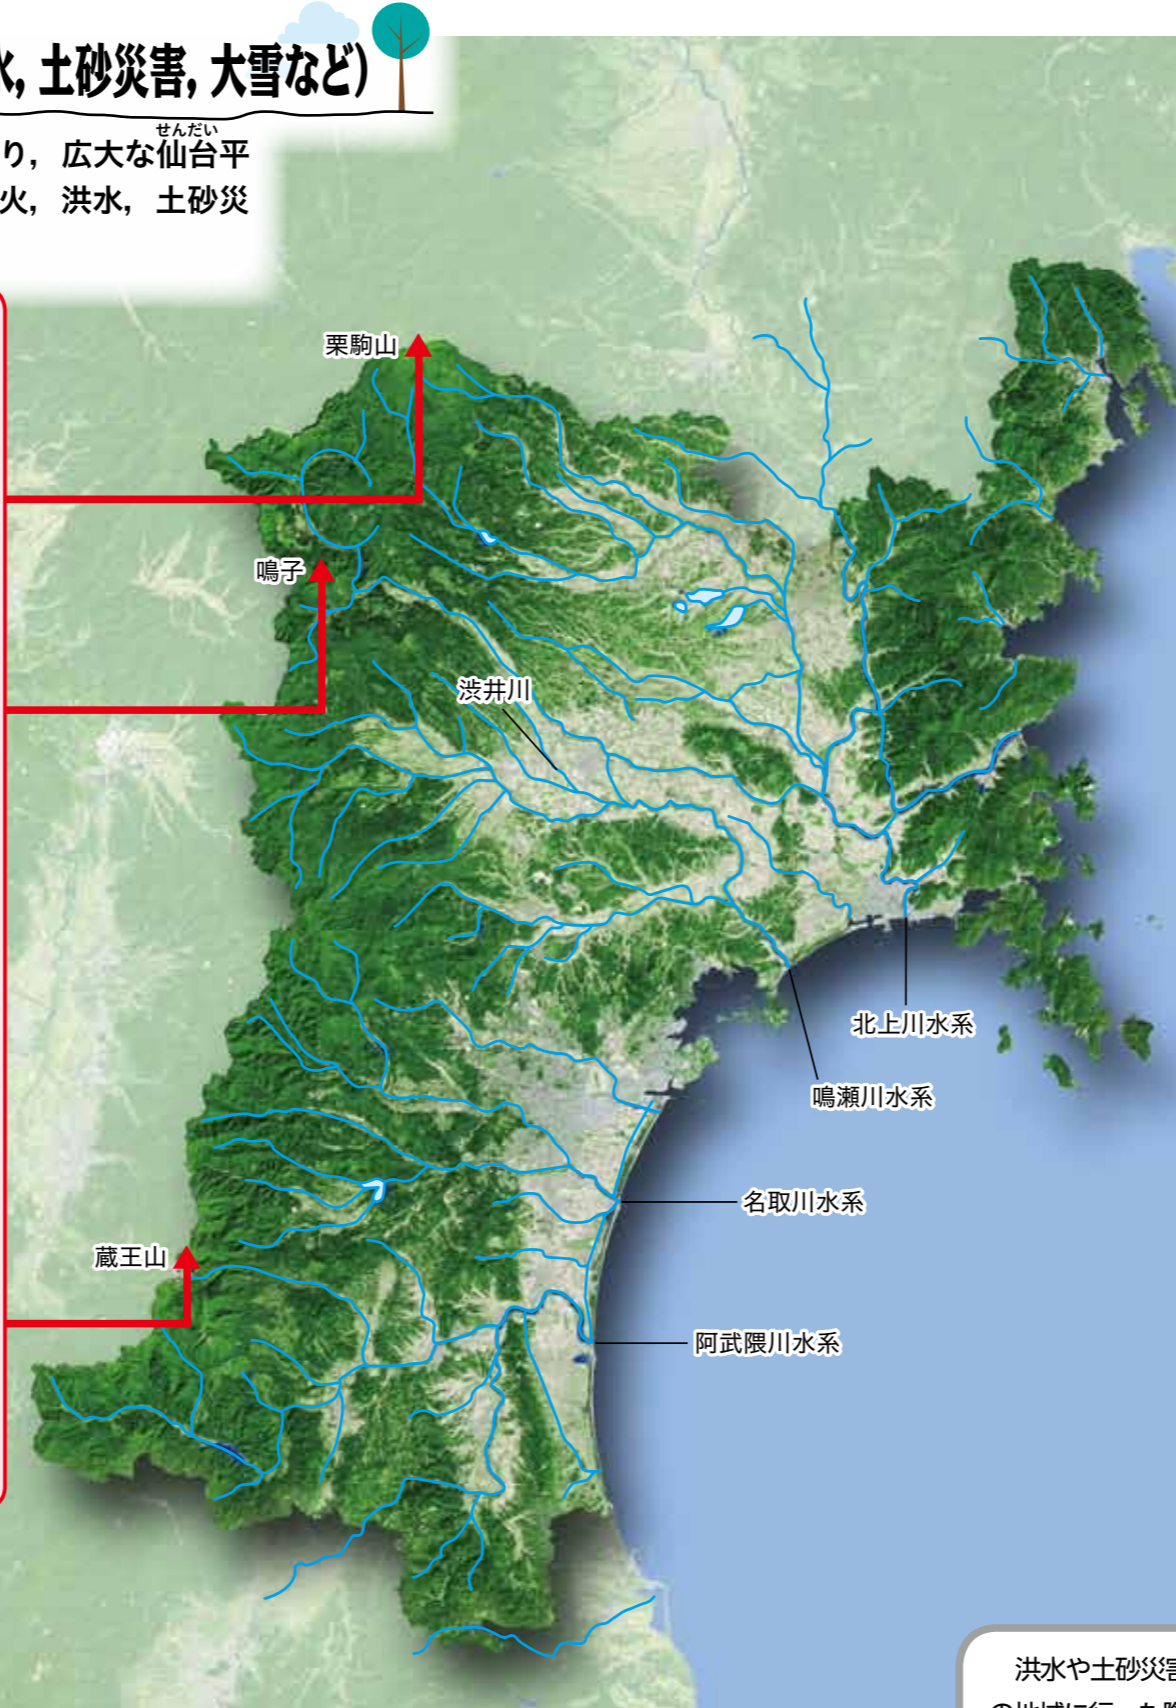 水, 土砂災害, 大雪など）
せんだい
り， 広大な仙台平
火， 洪水， 土砂災
栗駒山
鳴子
渋井川
北上川水系
鳴瀬川水系
名取川水系
蔵王山
阿武隈川水系
洪水や土砂災害